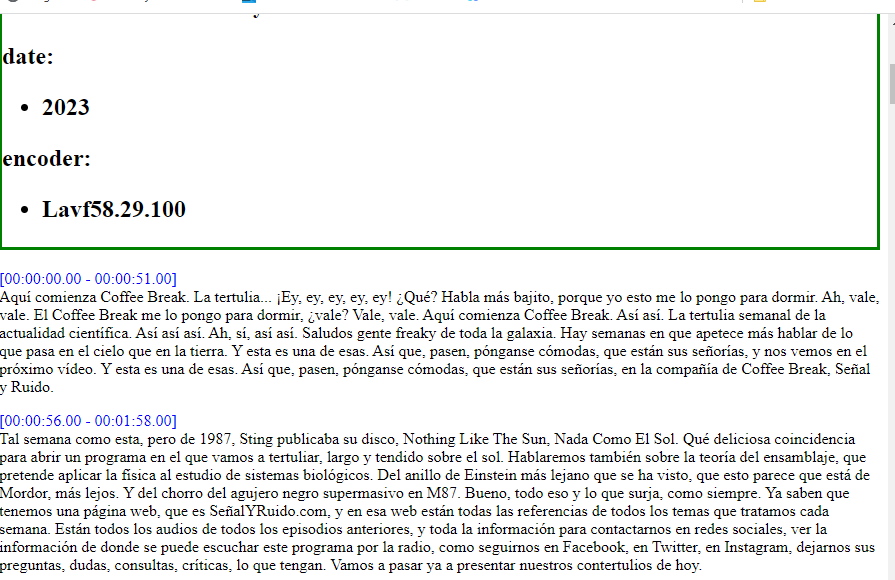 date:
• 2023
encoder:
• Lavf58.29.100
[00:00:00.00 - 00:00:51.00]
Aquí comienza Coffee Break. La tertulia... ¡Ey, ey, ey, ey, ey! ¿Qué? Habla más bajito, porque yo esto me lo pongo para dormir. Ah, vale,
vale. El Coffee Break me lo pongo para dormir, ¿vale? Vale, vale. Aquí comienza Coffee Break. Así así. La tertulia semanal de la
actualidad científica. Así así así. Ah, sí, así así. Saludos gente freaky de toda la galaxia. Hay semanas en que apetece más hablar de lo
que pasa en el cielo que en la tierra. Y esta es una de esas. Así que, pasen, pónganse cómodas, que están sus señorías, y nos vemos en el
próximo vídeo. Y esta es una de esas. Así que, pasen, pónganse cómodas, que están sus señorías, en la compañía de Coffee Break, Señal
y Ruido.
[00:00:56.00 - 00:01:58.00]
Tal semana como esta, pero de 1987, Sting publicaba su disco, Nothing Like The Sun, Nada Como El Sol. Qué deliciosa coincidencia
para abrir un programa en el que vamos a tertuliar, largo y tendido sobre el sol. Hablaremos también sobre la teoría del ensamblaje, que
pretende aplicar la física al estudio de sistemas biológicos. Del anillo de Einstein más lejano que se ha visto, que esto parece que está de
Mordor, más lejos. Y del chorro del agujero negro supermasivo en M87. Bueno, todo eso y lo que surja, como siempre. Ya saben que
tenemos una página web, que es SeñalYRuido.com, y en esa web están todas las referencias de todos los temas que tratamos cada
semana. Están todos los audios de todos los episodios anteriores, y toda la información para contactarnos en redes sociales, ver la
información de donde se puede escuchar este programa por la radio, como seguirnos en Facebook, en Twitter, en Instagram, dejarnos sus
preguntas, dudas, consultas, críticas, lo que tengan. Vamos a pasar ya a presentar nuestros contertulios de hoy.